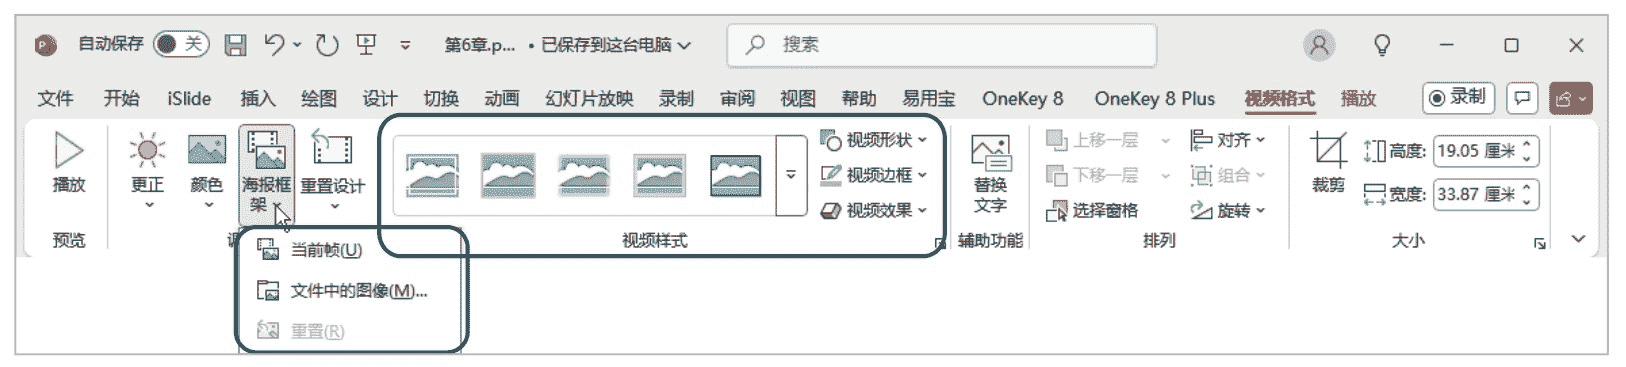 自动保存 关 第6章.p... • 已保存到这台电脑 搜索
文件 开始 iSlide 插入 绘图 设计 切换 动画 幻灯片放映 录制 审阅 视图 帮助 易用宝 OneKey 8 OneKey 8 Plus 视频格式 播放 录制
播放
更正
颜色
海报框
架
重置设计
视频形状
视频边框
视频效果
替换
文字
上移一层
下移一层
选择窗格
对齐
组合
旋转
裁剪
高度: 19.05 厘米
宽度: 33.87 厘米
预览 视频样式 辅助功能 排列 大小
当前帧(U)
文件中的图像(M)...
重置(R)